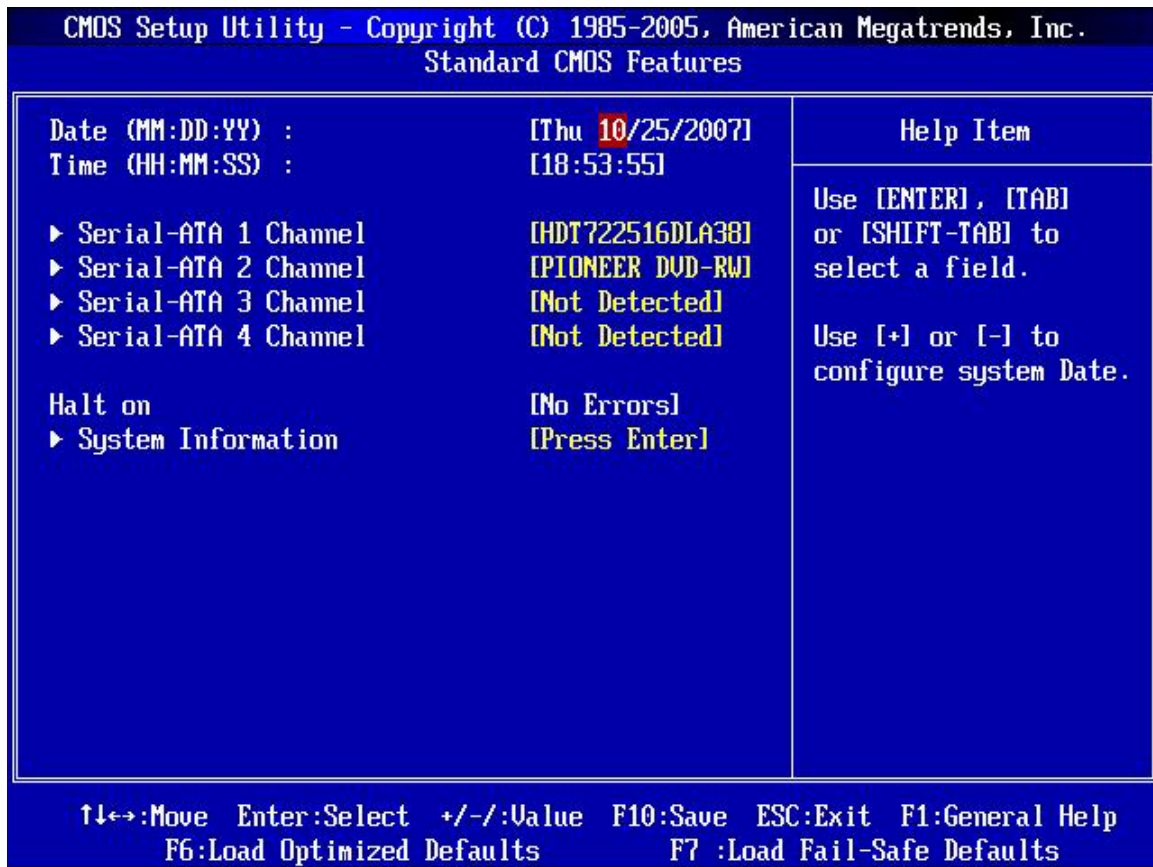 CMOS Setup Utility - Copyright (C) 1985-2005, American Megatrends, Inc.
Standard CMOS Features
Date (MM:DD:YY) : [Thu 10/25/2007]
Time (HH:MM:SS) : [18:53:55]
▶ Serial-ATA 1 Channel [HDT722516DLA38]
▶ Serial-ATA 2 Channel [PIONEER DVD-RW]
▶ Serial-ATA 3 Channel [Not Detected]
▶ Serial-ATA 4 Channel [Not Detected]
Halt on [No Errors]
▶ System Information [Press Enter]
Help Item
Use [ENTER], [TAB]
or [SHIFT-TAB] to
select a field.
Use [+] or [-] to
configure system Date.
↑↓←→:Move Enter:Select +/-/:Value F10:Save ESC:Exit F1:General Help
F6:Load Optimized Defaults F7 :Load Fail-Safe Defaults